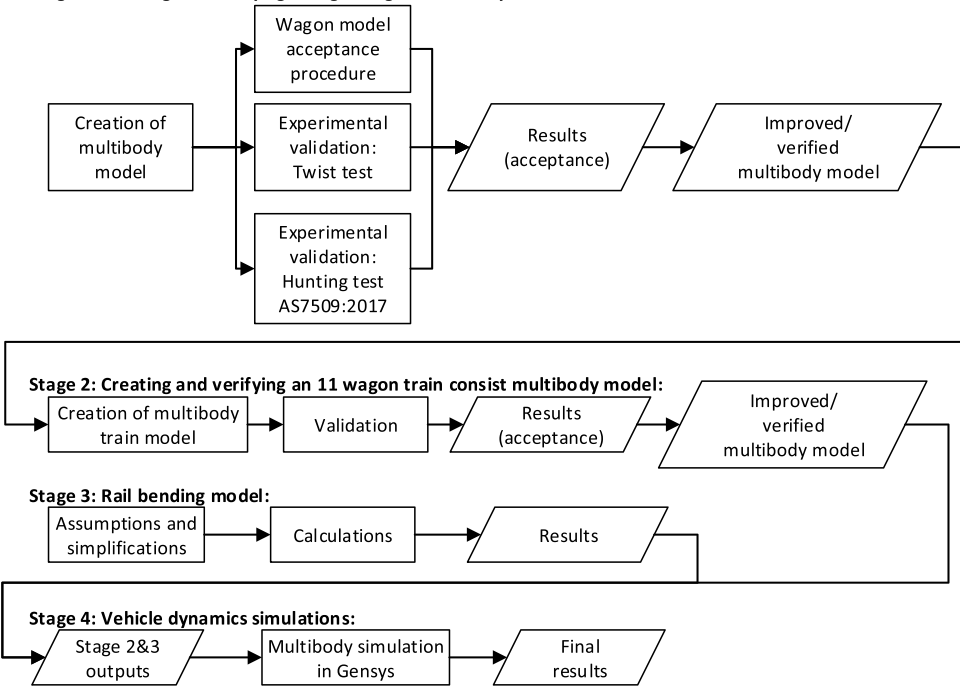 Creation of
multibody
model
Wagon model
acceptance
procedure
Experimental
validation:
Twist test
Experimental
validation:
Hunting test
AS7509:2017
Results
(acceptance)
Improved/
verified
multibody model
Stage 2: Creating and verifying an 11 wagon train consist multibody model:
Creation of multibody
train model
Validation
Results
(acceptance)
Improved/
verified
multibody model
Stage 3: Rail bending model:
Assumptions and
simplifications
Calculations
Results
Stage 4: Vehicle dynamics simulations:
Stage 2&3
outputs
Multibody simulation
in Gensys
Final
results